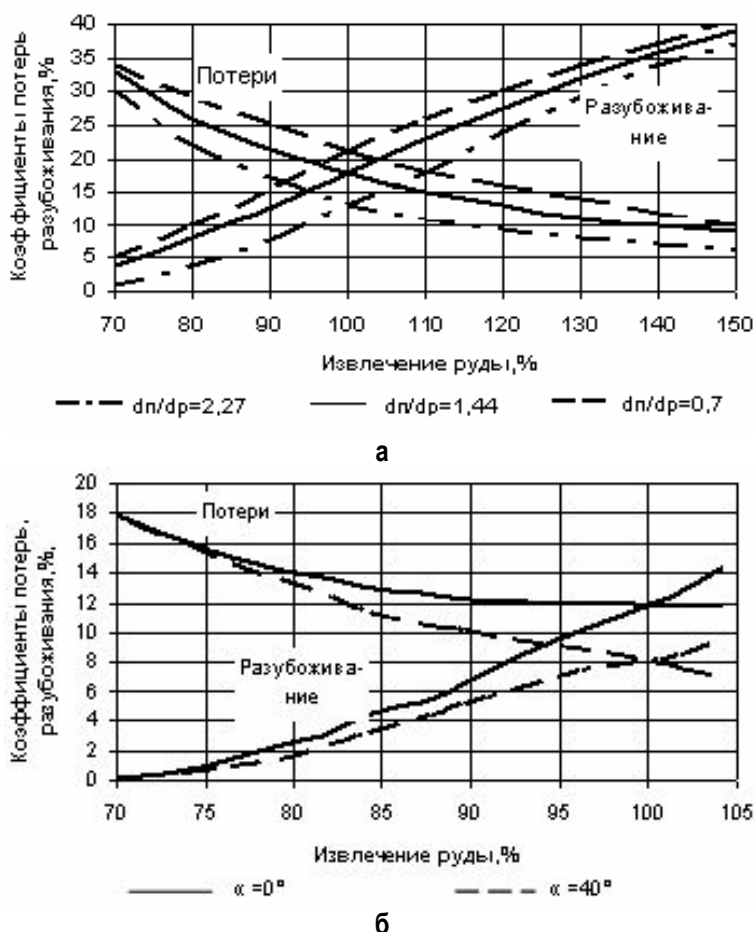 Коэффициенты потерь
разубоживания,%
40
35
30
25
20
15
10
5
0
Потери
Разубожива-
ние
70 80 90 100 110 120 130 140 150
Извлечение руды,%
dп/dр=2,27 dп/dр=1,44 dп/dр=0,7
а
Коэффициенты потерь,
разубоживания,%,
20
18
16
14
12
10
8
6
4
2
0
Потери
Разубожива-
ние
70 75 80 85 90 95 100 105
Извлечение руды,%
α =0° α =40°
б